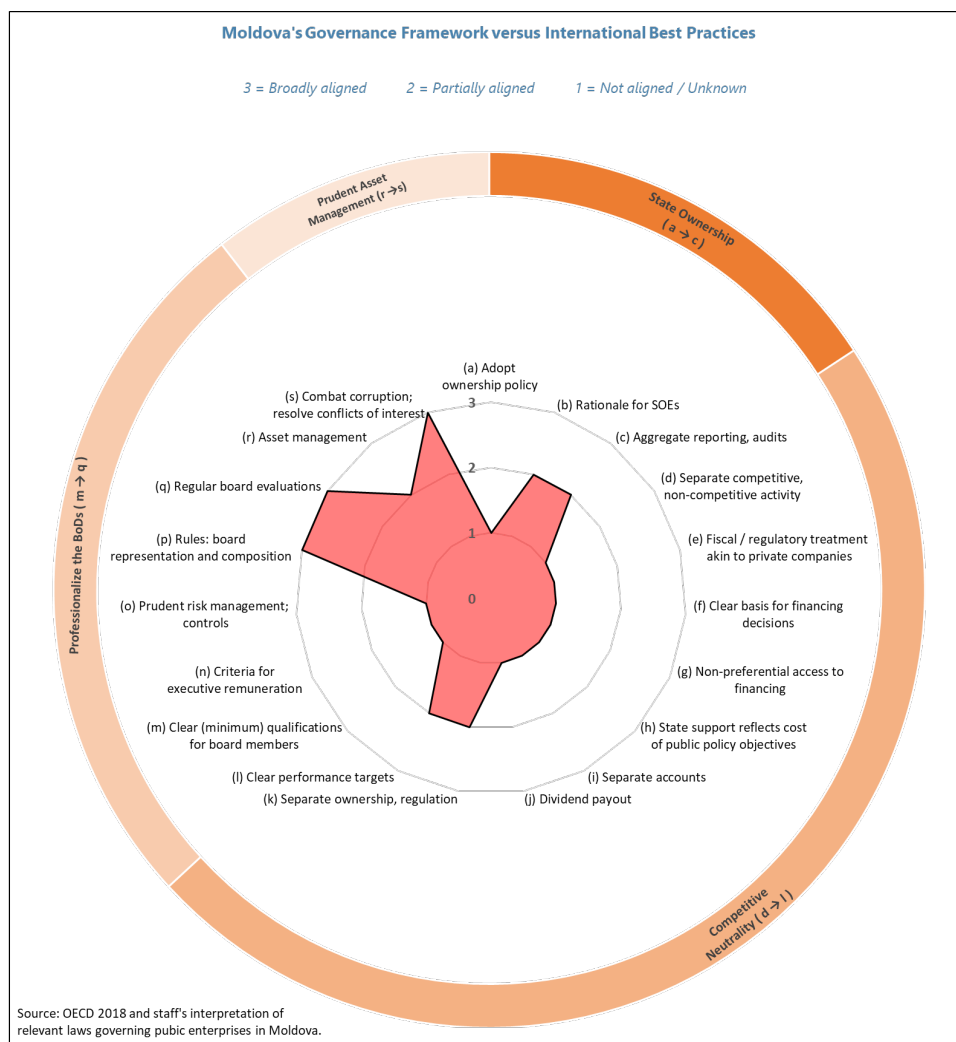 Moldova's Governance Framework versus International Best Practices
3 = Broadly aligned 2 = Partially aligned 1 = Not aligned / Unknown
Prudent Asset
Management (r →s)
State Ownership
( a → c )
(a) Adopt
ownership policy
(s) Combat corruption;
resolve conflicts of interest
3
(b) Rationale for SOEs
(r) Asset management
(c) Aggregate reporting, audits
2
(q) Regular board evaluations
(d) Separate competitive,
non-competitive activity
1
(p) Rules: board
representation and composition
(e) Fiscal / regulatory treatment
akin to private companies
Professionalize the BoDs ( m → q )
0
(o) Prudent risk management;
controls
(f) Clear basis for financing
decisions
(n) Criteria for
executive remuneration
(g) Non-preferential access to
financing
(m) Clear (minimum) qualifications
for board members
(h) State support reflects cost
of public policy objectives
(l) Clear performance targets
(i) Separate accounts
(k) Separate ownership, regulation
(j) Dividend payout
Competitive
Neutrality ( d → l )
Source: OECD 2018 and staff's interpretation of
relevant laws governing pubic enterprises in Moldova.